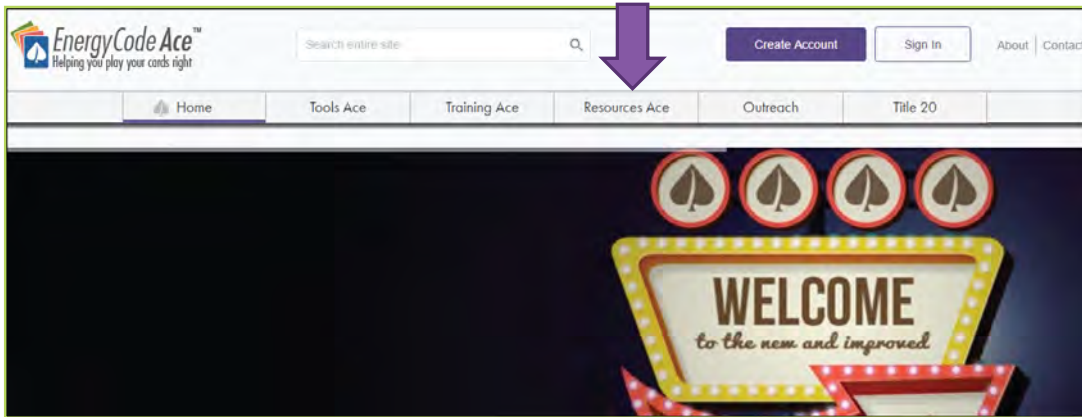 EnergyCode Ace™
Helping you play your cards right
Search entire site
Create Account
Sign In
About | Contact
Home
Tools Ace
Training Ace
Resources Ace
Outreach
Title 20
WELCOME
to the new and improved